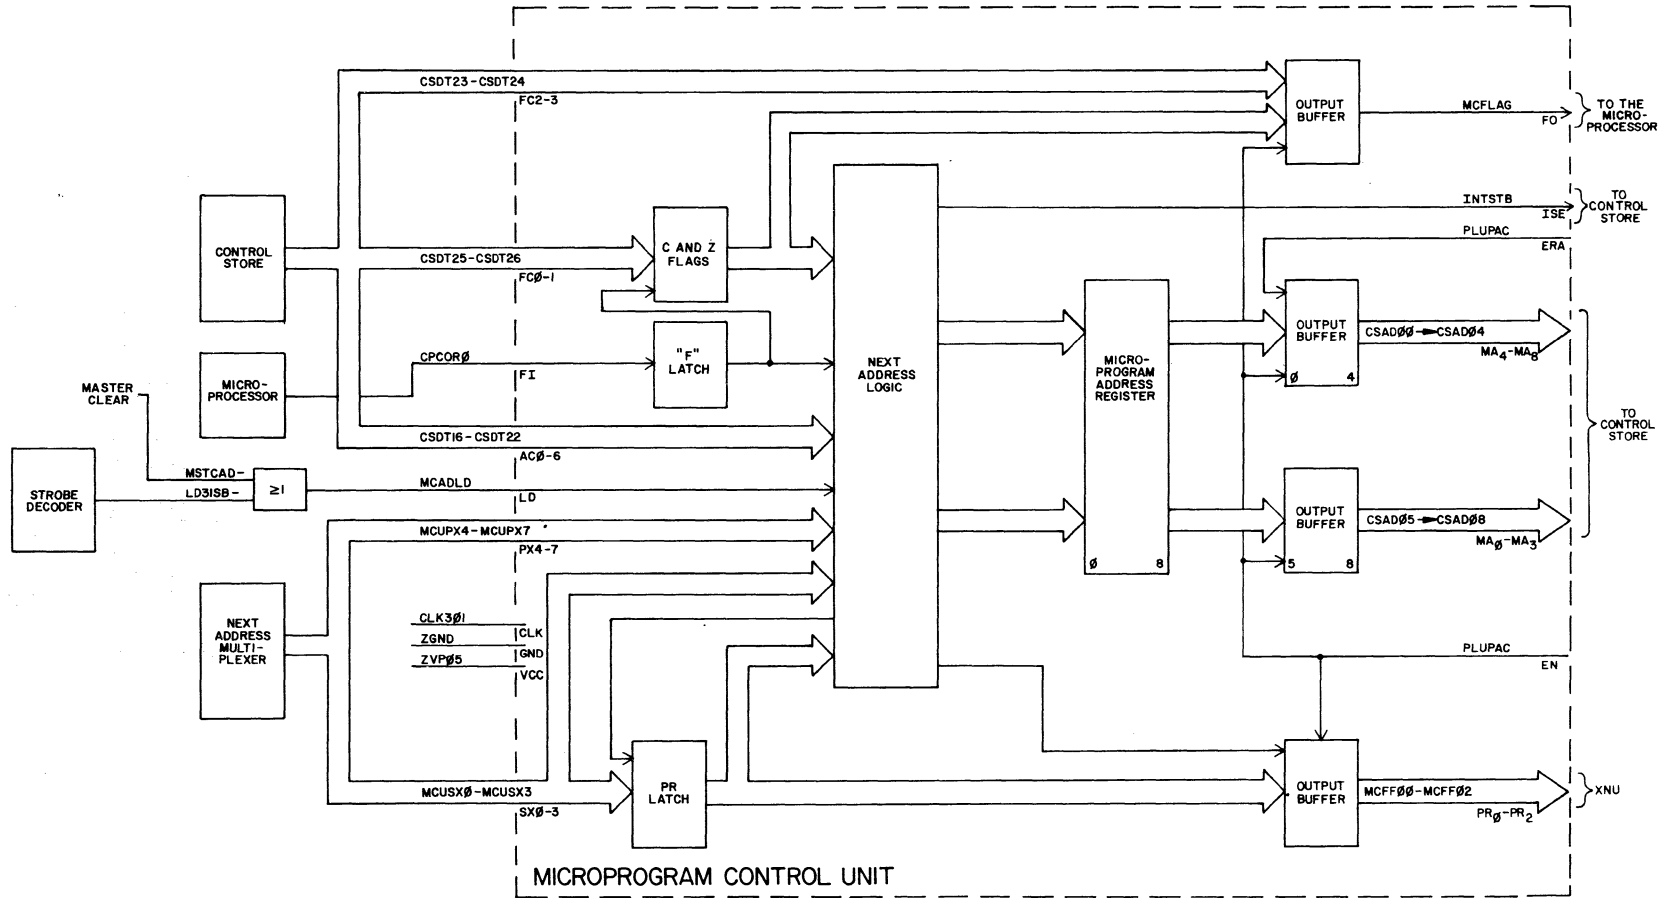 CSDT23-CSDT24
FC2-3
OUTPUT
BUFFER
MCFLAG
FO
TO THE
MICRO-
PROCESSOR
INTSTB
ISE
TO
CONTROL
STORE
PLUPAC
ERA
CONTROL
STORE
CSDT25-CSDT26
FCØ-1
C AND Z
FLAGS
MICRO-
PROCESSOR
CPCORØ
FI
"F"
LATCH
NEXT
ADDRESS
LOGIC
MICRO-
PROGRAM
ADDRESS
REGISTER
Ø 8
OUTPUT
BUFFER
Ø 4
CSADØØ→CSADØ4
MA4-MA8
MASTER
CLEAR
CSDT16-CSDT22
ACØ-6
TO
CONTROL
STORE
STROBE
DECODER
MSTCAD-
LD3ISB-
≥1
MCADLD
LD
OUTPUT
BUFFER
5 8
CSADØ5→CSADØ8
MAØ-MA3
MCUPX4-MCUPX7
PX4-7
NEXT
ADDRESS
MULTI-
PLEXER
CLK3Ø1
CLK
ZGND
GND
ZVPØ5
VCC
PLUPAC
EN
MCUSXØ-MCUSX3
SXØ-3
PR
LATCH
OUTPUT
BUFFER
MCFFØØ-MCFFØ2
PRØ-PR2
XNU
MICROPROGRAM CONTROL UNIT